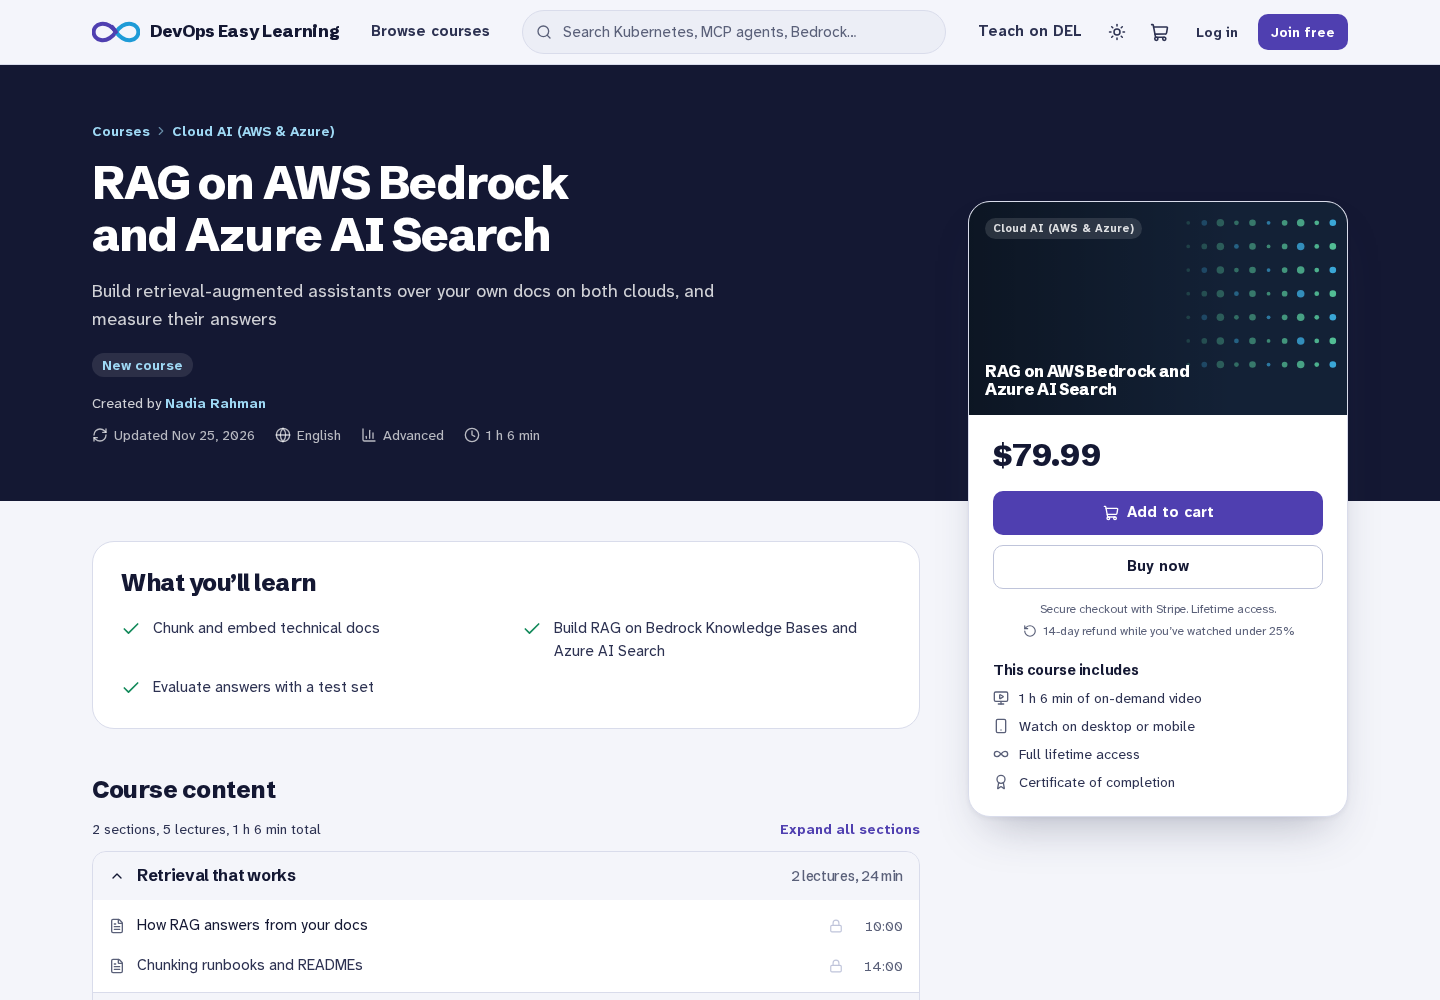 DevOps Easy Learning
Browse courses
Search Kubernetes, MCP agents, Bedrock...
Teach on DEL
Log in
Join free
Courses
Cloud AI (AWS & Azure)
RAG on AWS Bedrock
and Azure AI Search
Build retrieval-augmented assistants over your own docs on both clouds, and
measure their answers
New course
Created by Nadia Rahman
Updated Nov 25, 2026
English
Advanced
1 h 6 min
Cloud AI (AWS & Azure)
RAG on AWS Bedrock and
Azure AI Search
$79.99
Add to cart
Buy now
Secure checkout with Stripe. Lifetime access.
14-day refund while you've watched under 25%
This course includes
1 h 6 min of on-demand video
Watch on desktop or mobile
Full lifetime access
Certificate of completion
What you’ll learn
Chunk and embed technical docs
Build RAG on Bedrock Knowledge Bases and
Azure AI Search
Evaluate answers with a test set
Course content
2 sections, 5 lectures, 1 h 6 min total
Expand all sections
Retrieval that works
2 lectures, 24 min
How RAG answers from your docs
10:00
Chunking runbooks and READMEs
14:00